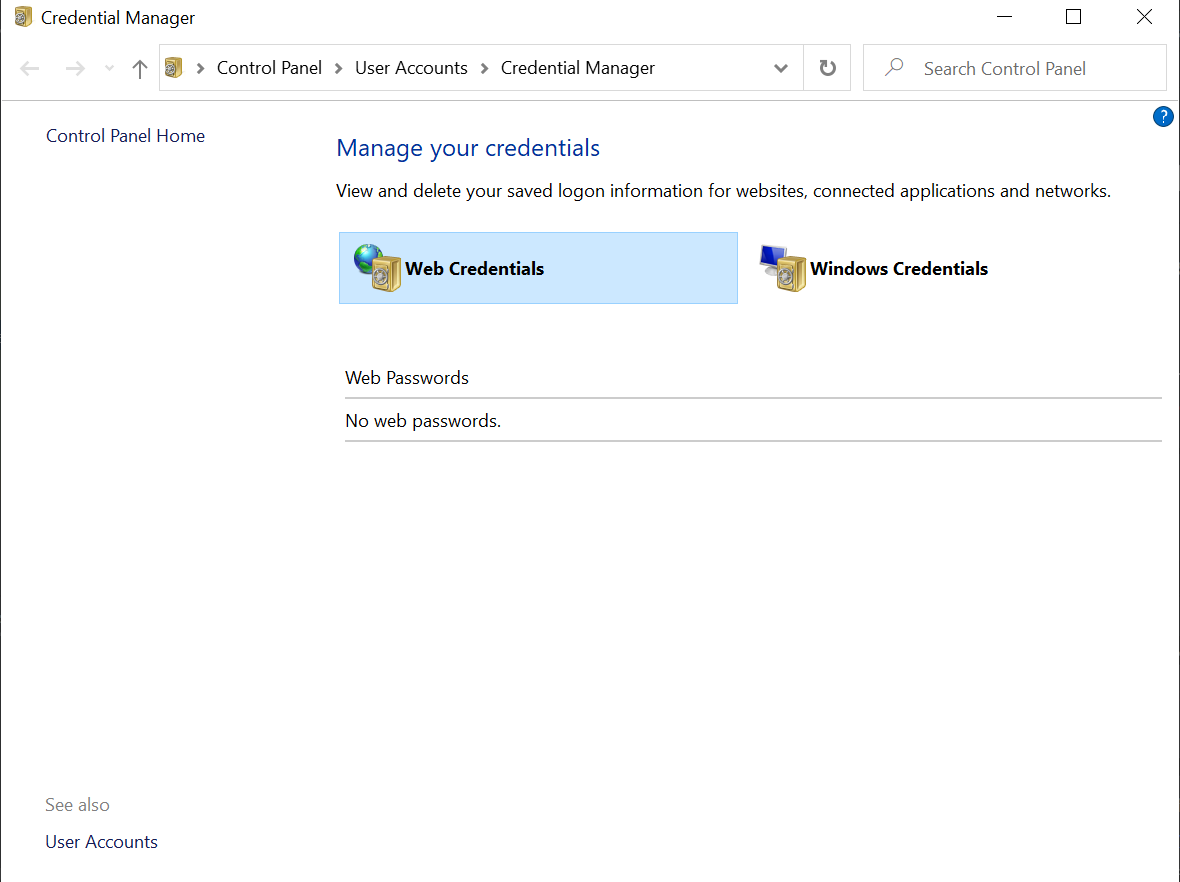 Credential Manager
Control Panel > User Accounts > Credential Manager
Search Control Panel
?
Control Panel Home
Manage your credentials
View and delete your saved logon information for websites, connected applications and networks.
Web Credentials
Windows Credentials
Web Passwords
No web passwords.
See also
User Accounts